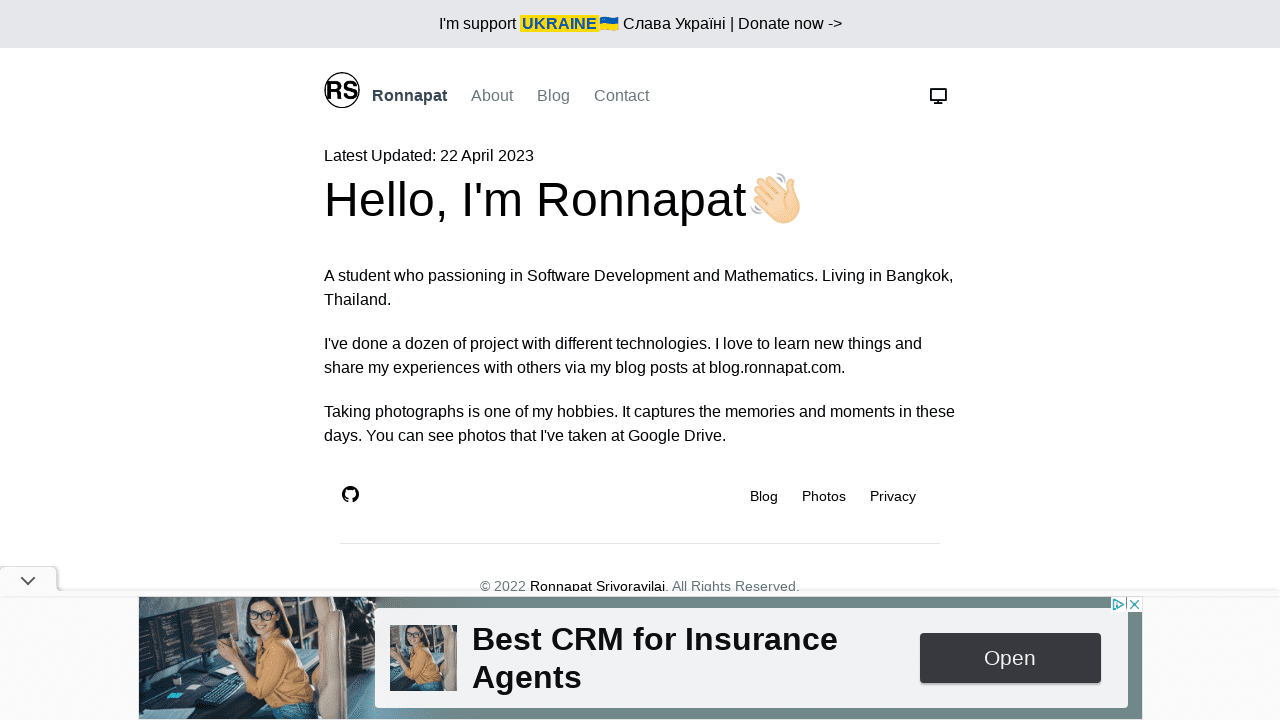 I'm support UKRAINE🇺🇦 Слава Україні | Donate now ->
RS Ronnapat About Blog Contact
Latest Updated: 22 April 2023
Hello, I'm Ronnapat👋🏻
A student who passioning in Software Development and Mathematics. Living in Bangkok,
Thailand.
I've done a dozen of project with different technologies. I love to learn new things and
share my experiences with others via my blog posts at blog.ronnapat.com.
Taking photographs is one of my hobbies. It captures the memories and moments in these
days. You can see photos that I've taken at Google Drive.
Blog Photos Privacy
© 2022 Ronnapat Srivoravilai. All Rights Reserved.
Best CRM for Insurance
Agents
Open